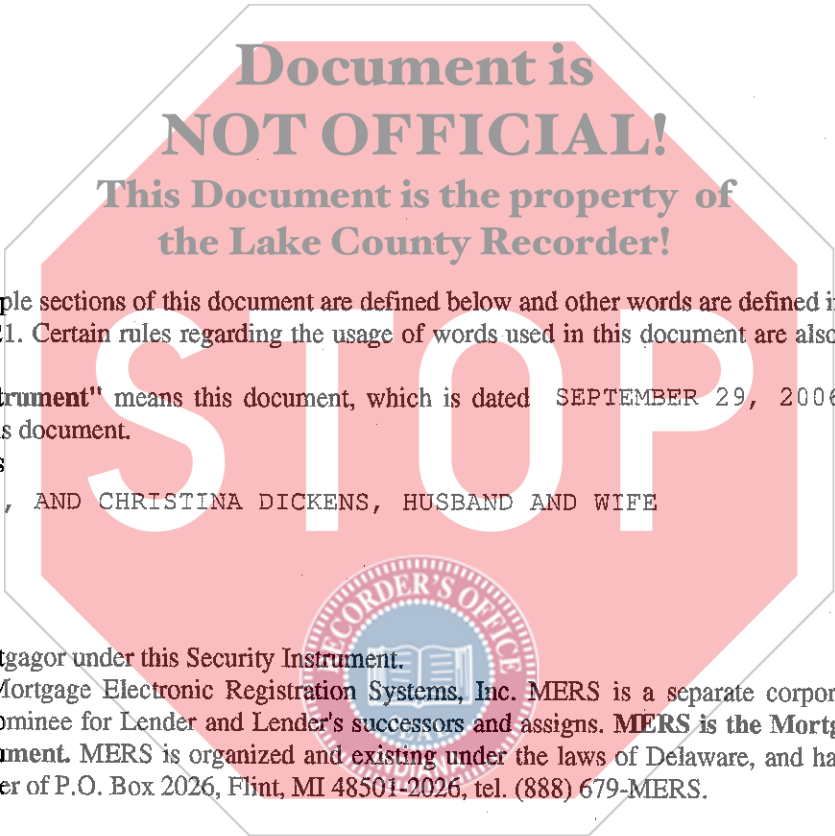 Document is
NOT OFFICIAL!
This Document is the property of
the Lake County Recorder!
ple sections of this document are defined below and other words are defined i
21. Certain rules regarding the usage of words used in this document are also
trument" means this document, which is dated SEPTEMBER 29, 2006
s document.
s
, AND CHRISTINA DICKENS, HUSBAND AND WIFE
STOP
RECORDER'S OFFICE
tgagor under this Security Instrument.
Mortgage Electronic Registration Systems, Inc. MERS is a separate corpor
ominee for Lender and Lender's successors and assigns. MERS is the Mortg
ument. MERS is organized and existing under the laws of Delaware, and ha
er of P.O. Box 2026, Flint, MI 48501-2026, tel. (888) 679-MERS.